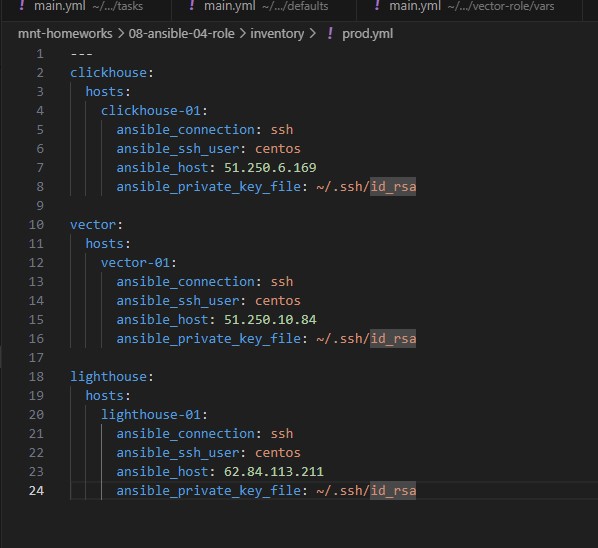 ! main.yml ~/.../tasks ! main.yml ~/.../defaults ! main.yml ~/.../vector-role/vars
mnt-homeworks > 08-ansible-04-role > inventory > ! prod.yml
1 ---
2 clickhouse:
3   hosts:
4     clickhouse-01:
5       ansible_connection: ssh
6       ansible_ssh_user: centos
7       ansible_host: 51.250.6.169
8       ansible_private_key_file: ~/.ssh/id_rsa
9
10 vector:
11   hosts:
12     vector-01:
13       ansible_connection: ssh
14       ansible_ssh_user: centos
15       ansible_host: 51.250.10.84
16       ansible_private_key_file: ~/.ssh/id_rsa
17
18 lighthouse:
19   hosts:
20     lighthouse-01:
21       ansible_connection: ssh
22       ansible_ssh_user: centos
23       ansible_host: 62.84.113.211
24       ansible_private_key_file: ~/.ssh/id_rsa